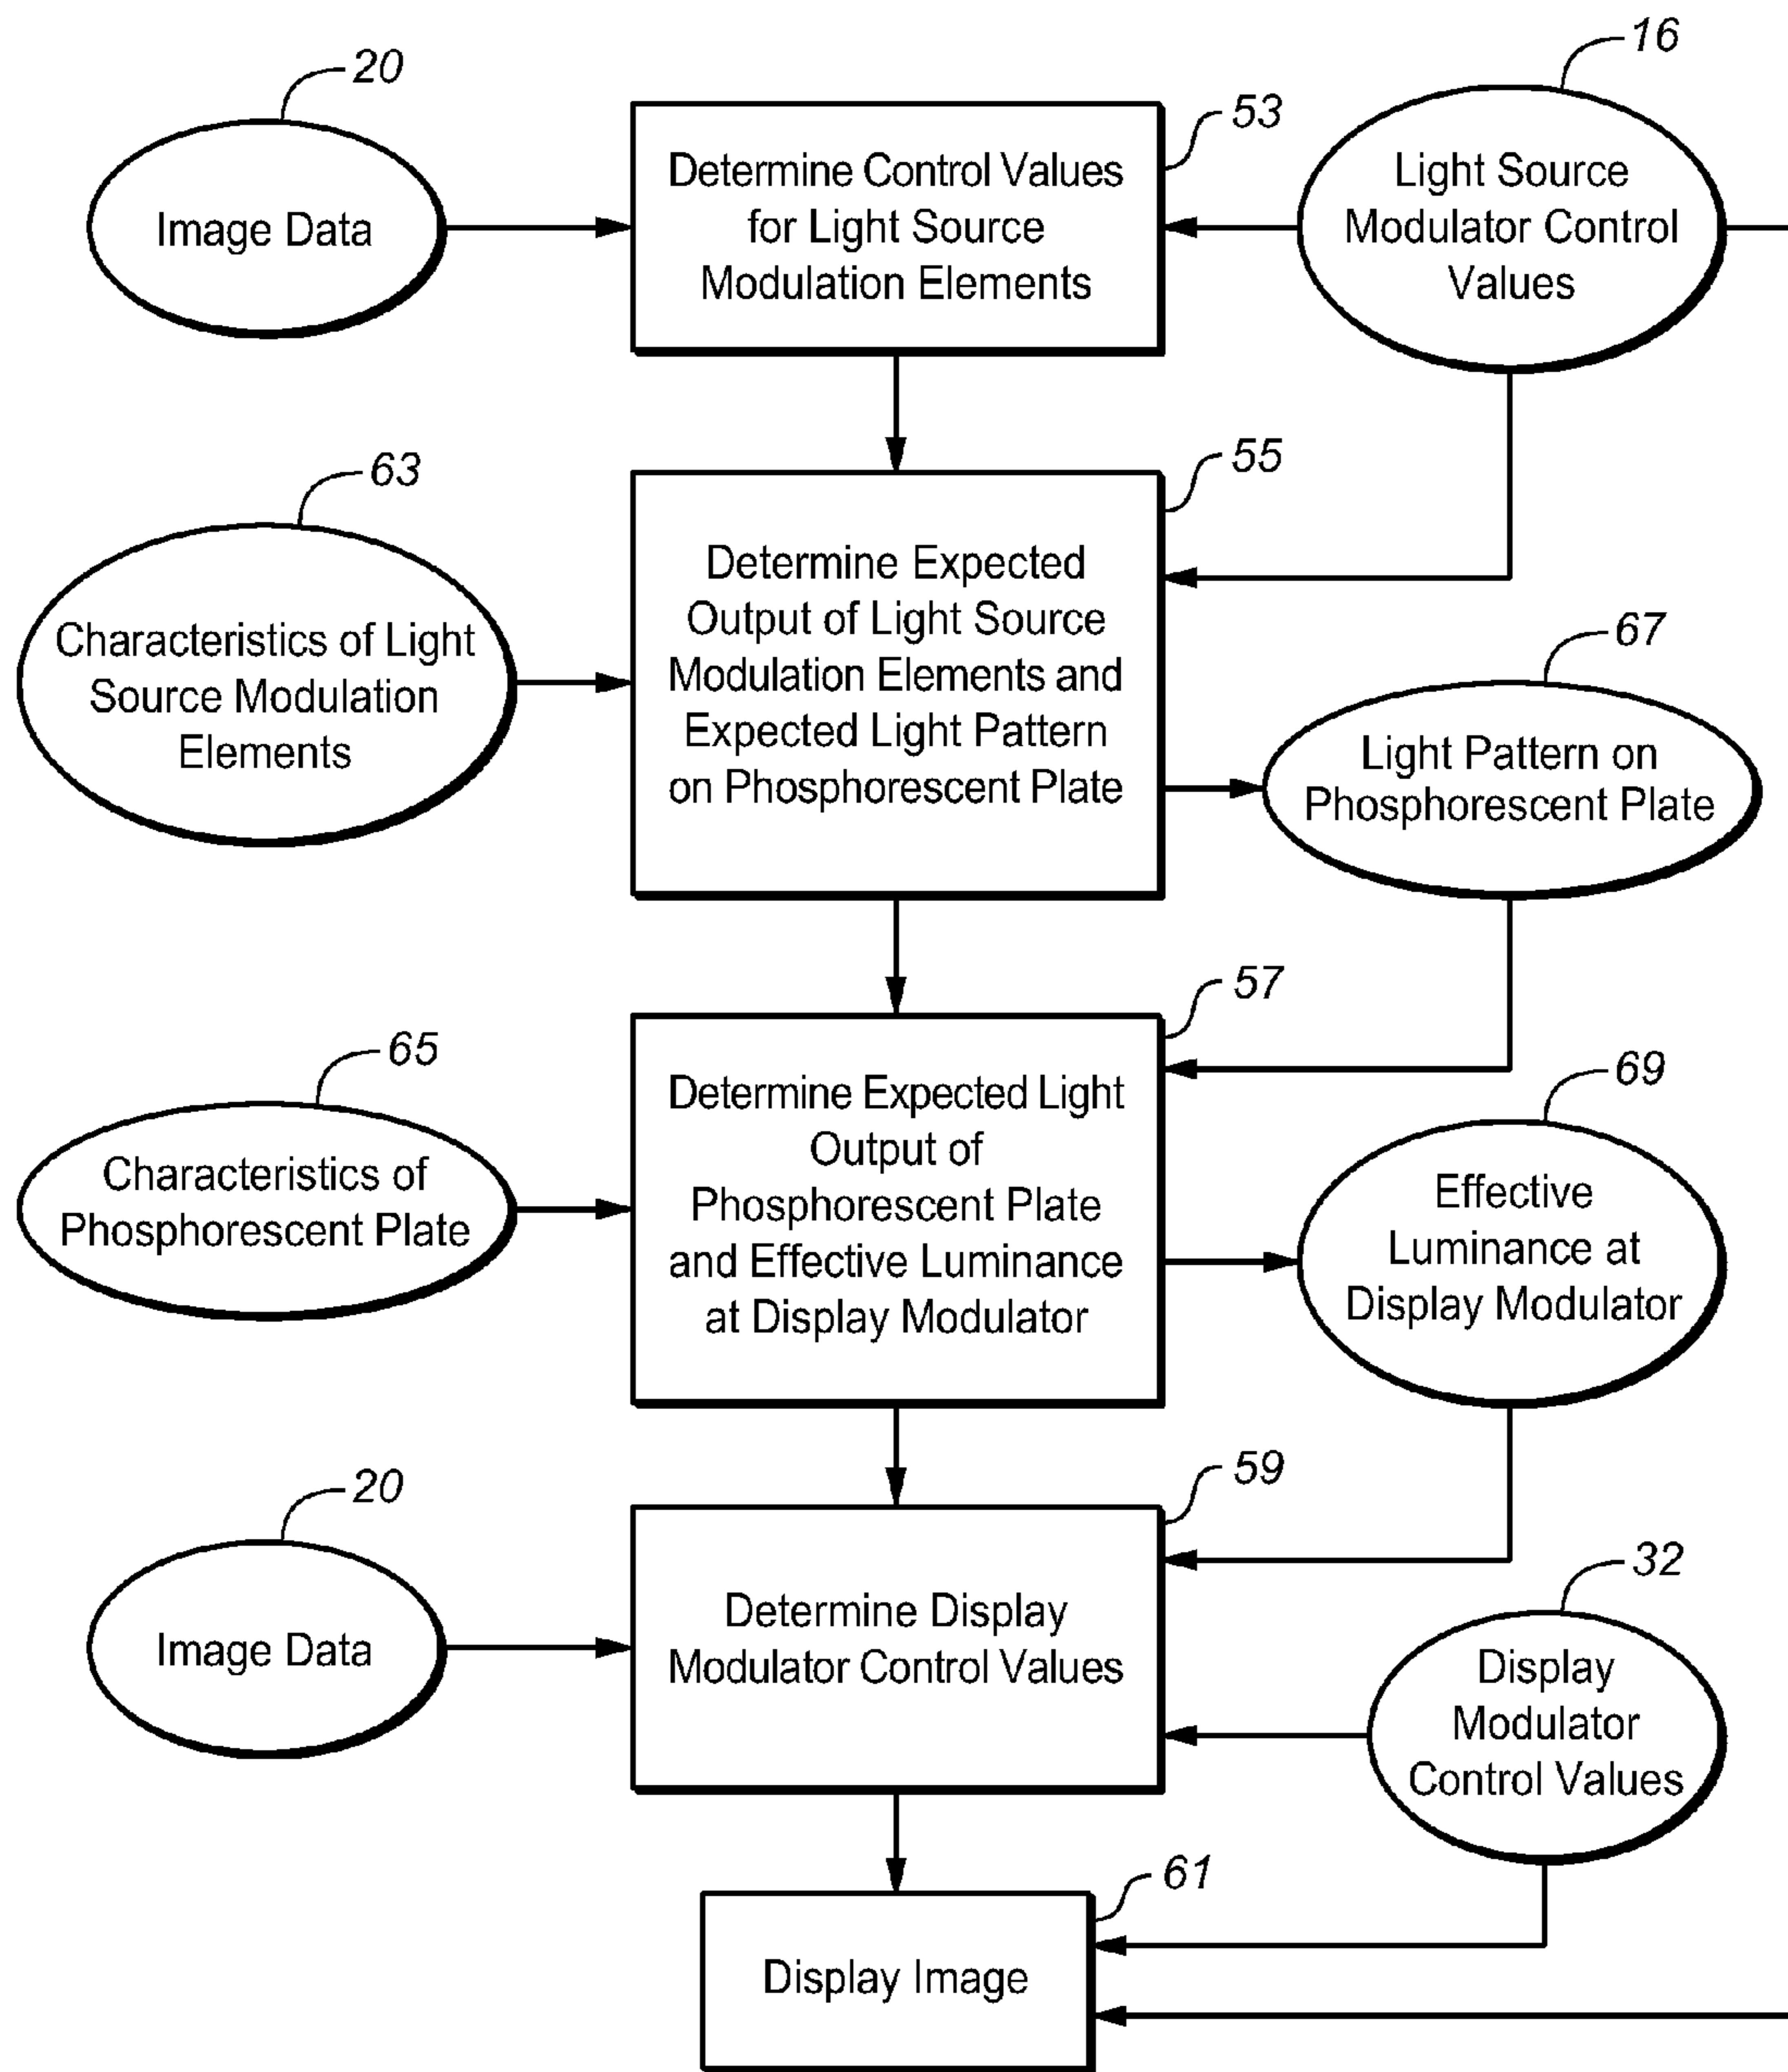 20
Image Data
53
Determine Control Values
for Light Source
Modulation Elements
16
Light Source
Modulator Control
Values
63
Characteristics of Light
Source Modulation
Elements
55
Determine Expected
Output of Light Source
Modulation Elements and
Expected Light Pattern
on Phosphorescent Plate
67
Light Pattern on
Phosphorescent Plate
65
Characteristics of
Phosphorescent Plate
57
Determine Expected Light
Output of
Phosphorescent Plate
and Effective Luminance
at Display Modulator
69
Effective
Luminance at
Display Modulator
20
Image Data
59
Determine Display
Modulator Control Values
32
Display
Modulator
Control Values
61
Display Image